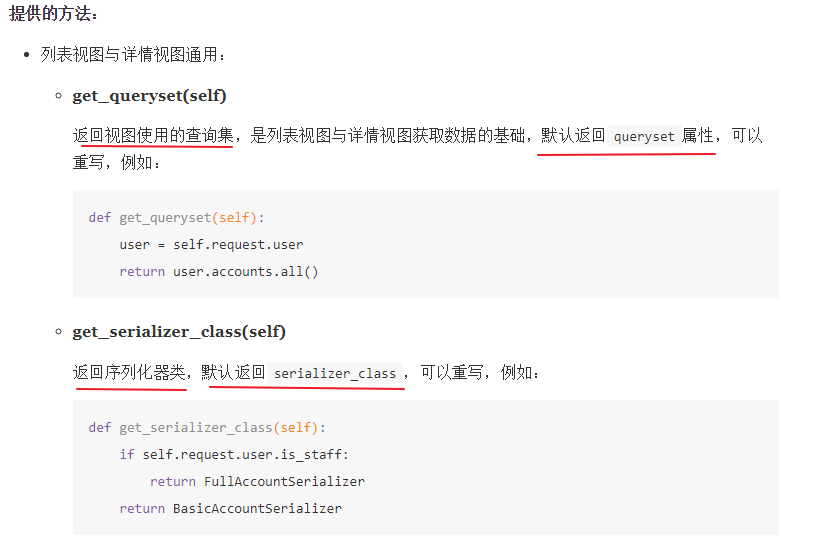 提供的方法：
列表视图与详情视图通用：
get_queryset(self)
返回视图使用的查询集，是列表视图与详情视图获取数据的基础，默认返回 queryset 属性，可以
重写，例如：
def get_queryset(self):
    user = self.request.user
    return user.accounts.all()
get_serializer_class(self)
返回序列化器类，默认返回 serializer_class ，可以重写，例如：
def get_serializer_class(self):
    if self.request.user.is_staff:
        return FullAccountSerializer
    return BasicAccountSerializer